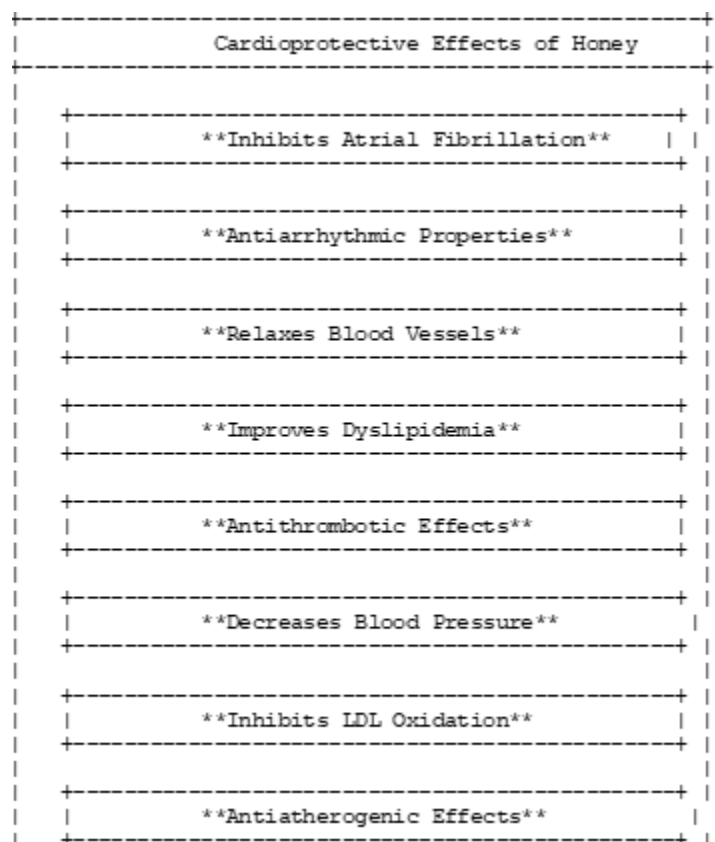 Cardioprotective Effects of Honey
**Inhibits Atrial Fibrillation**
**Antiarrhythmic Properties**
**Relaxes Blood Vessels**
**Improves Dyslipidemia**
**Antithrombotic Effects**
**Decreases Blood Pressure**
**Inhibits LDL Oxidation**
**Antiatherogenic Effects**